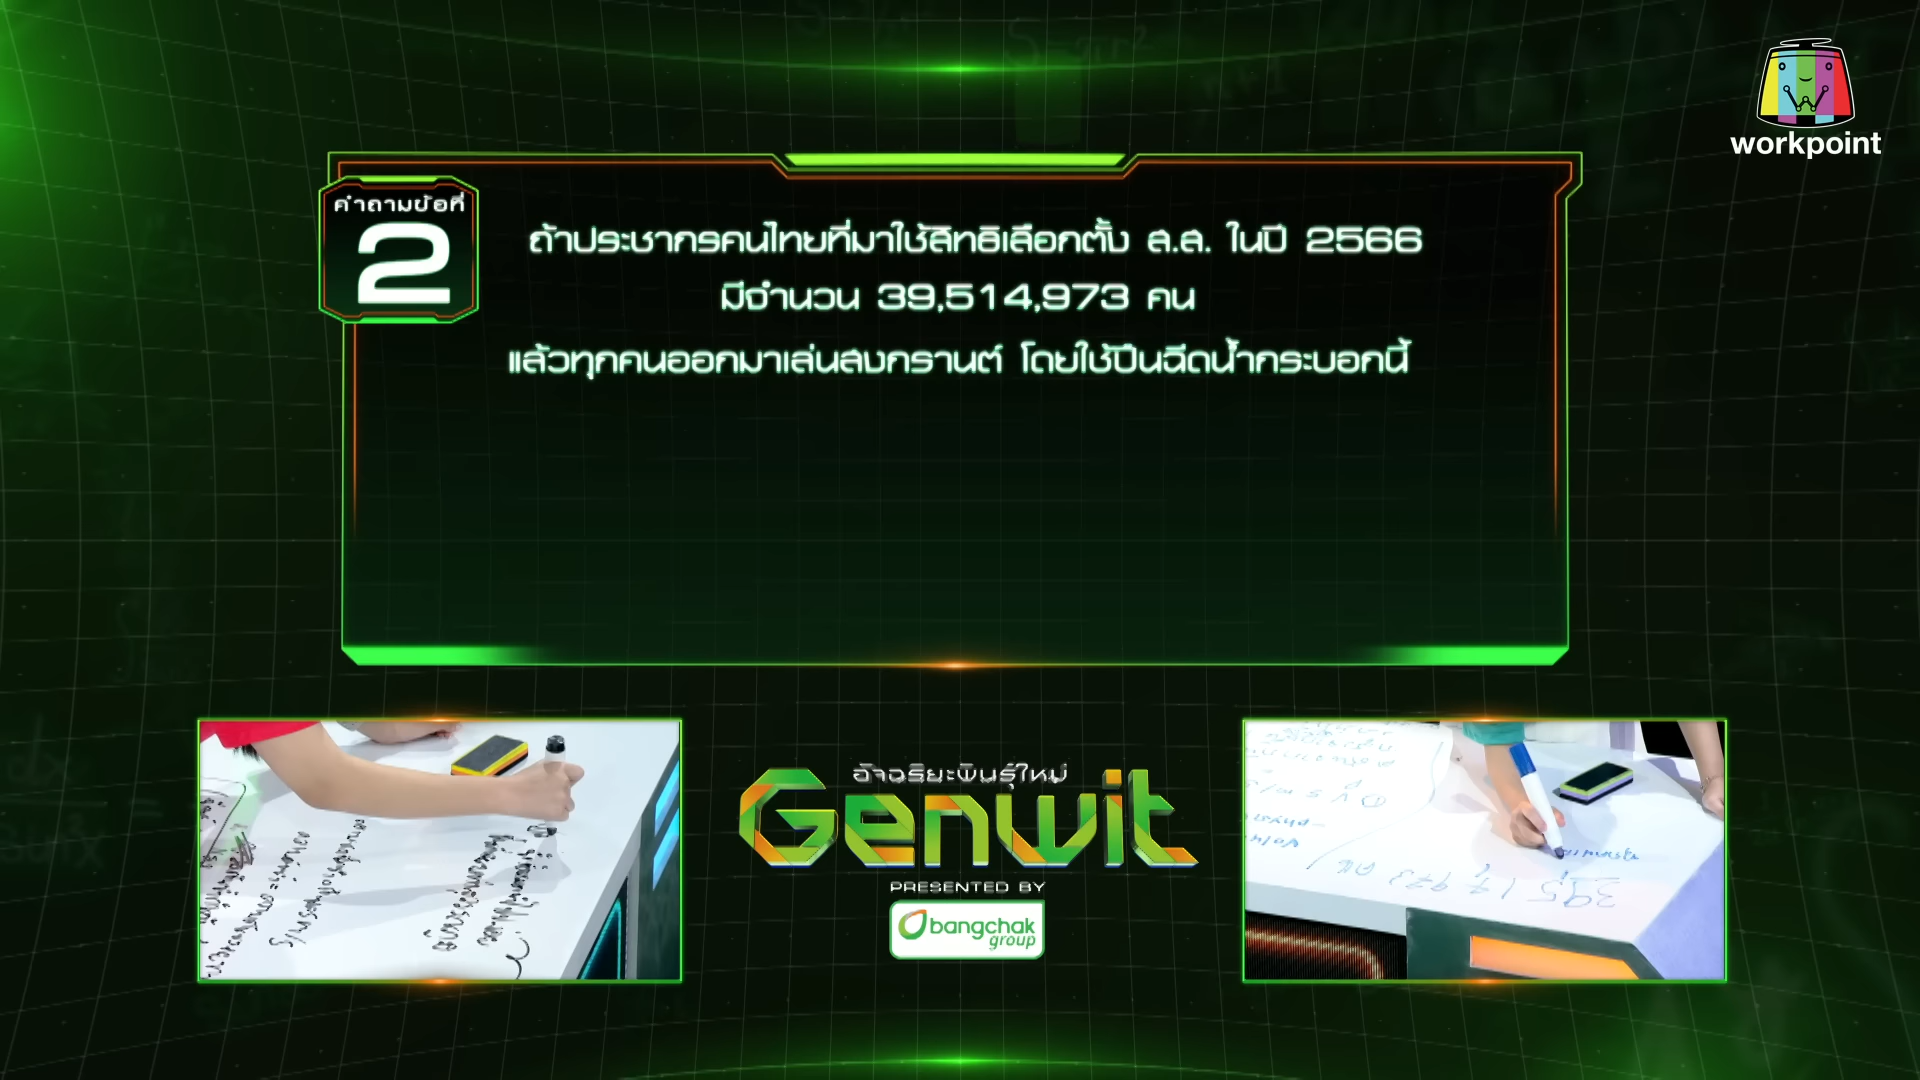 workpoint
คำถามข้อที่
2
ถ้าประชากรคนไทยที่มาใช้สิทธิเลือกตั้ง ส.ส. ในปี 2566
มีจำนวน 39,514,973 คน
แล้วทุกคนออกมาเล่นสงกรานต์ โดยใช้ปืนฉีดน้ำกระบอกนี้
อัจฉริยะพันธุ์ใหม่
Genwit
PRESENTED BY
bangchak
group